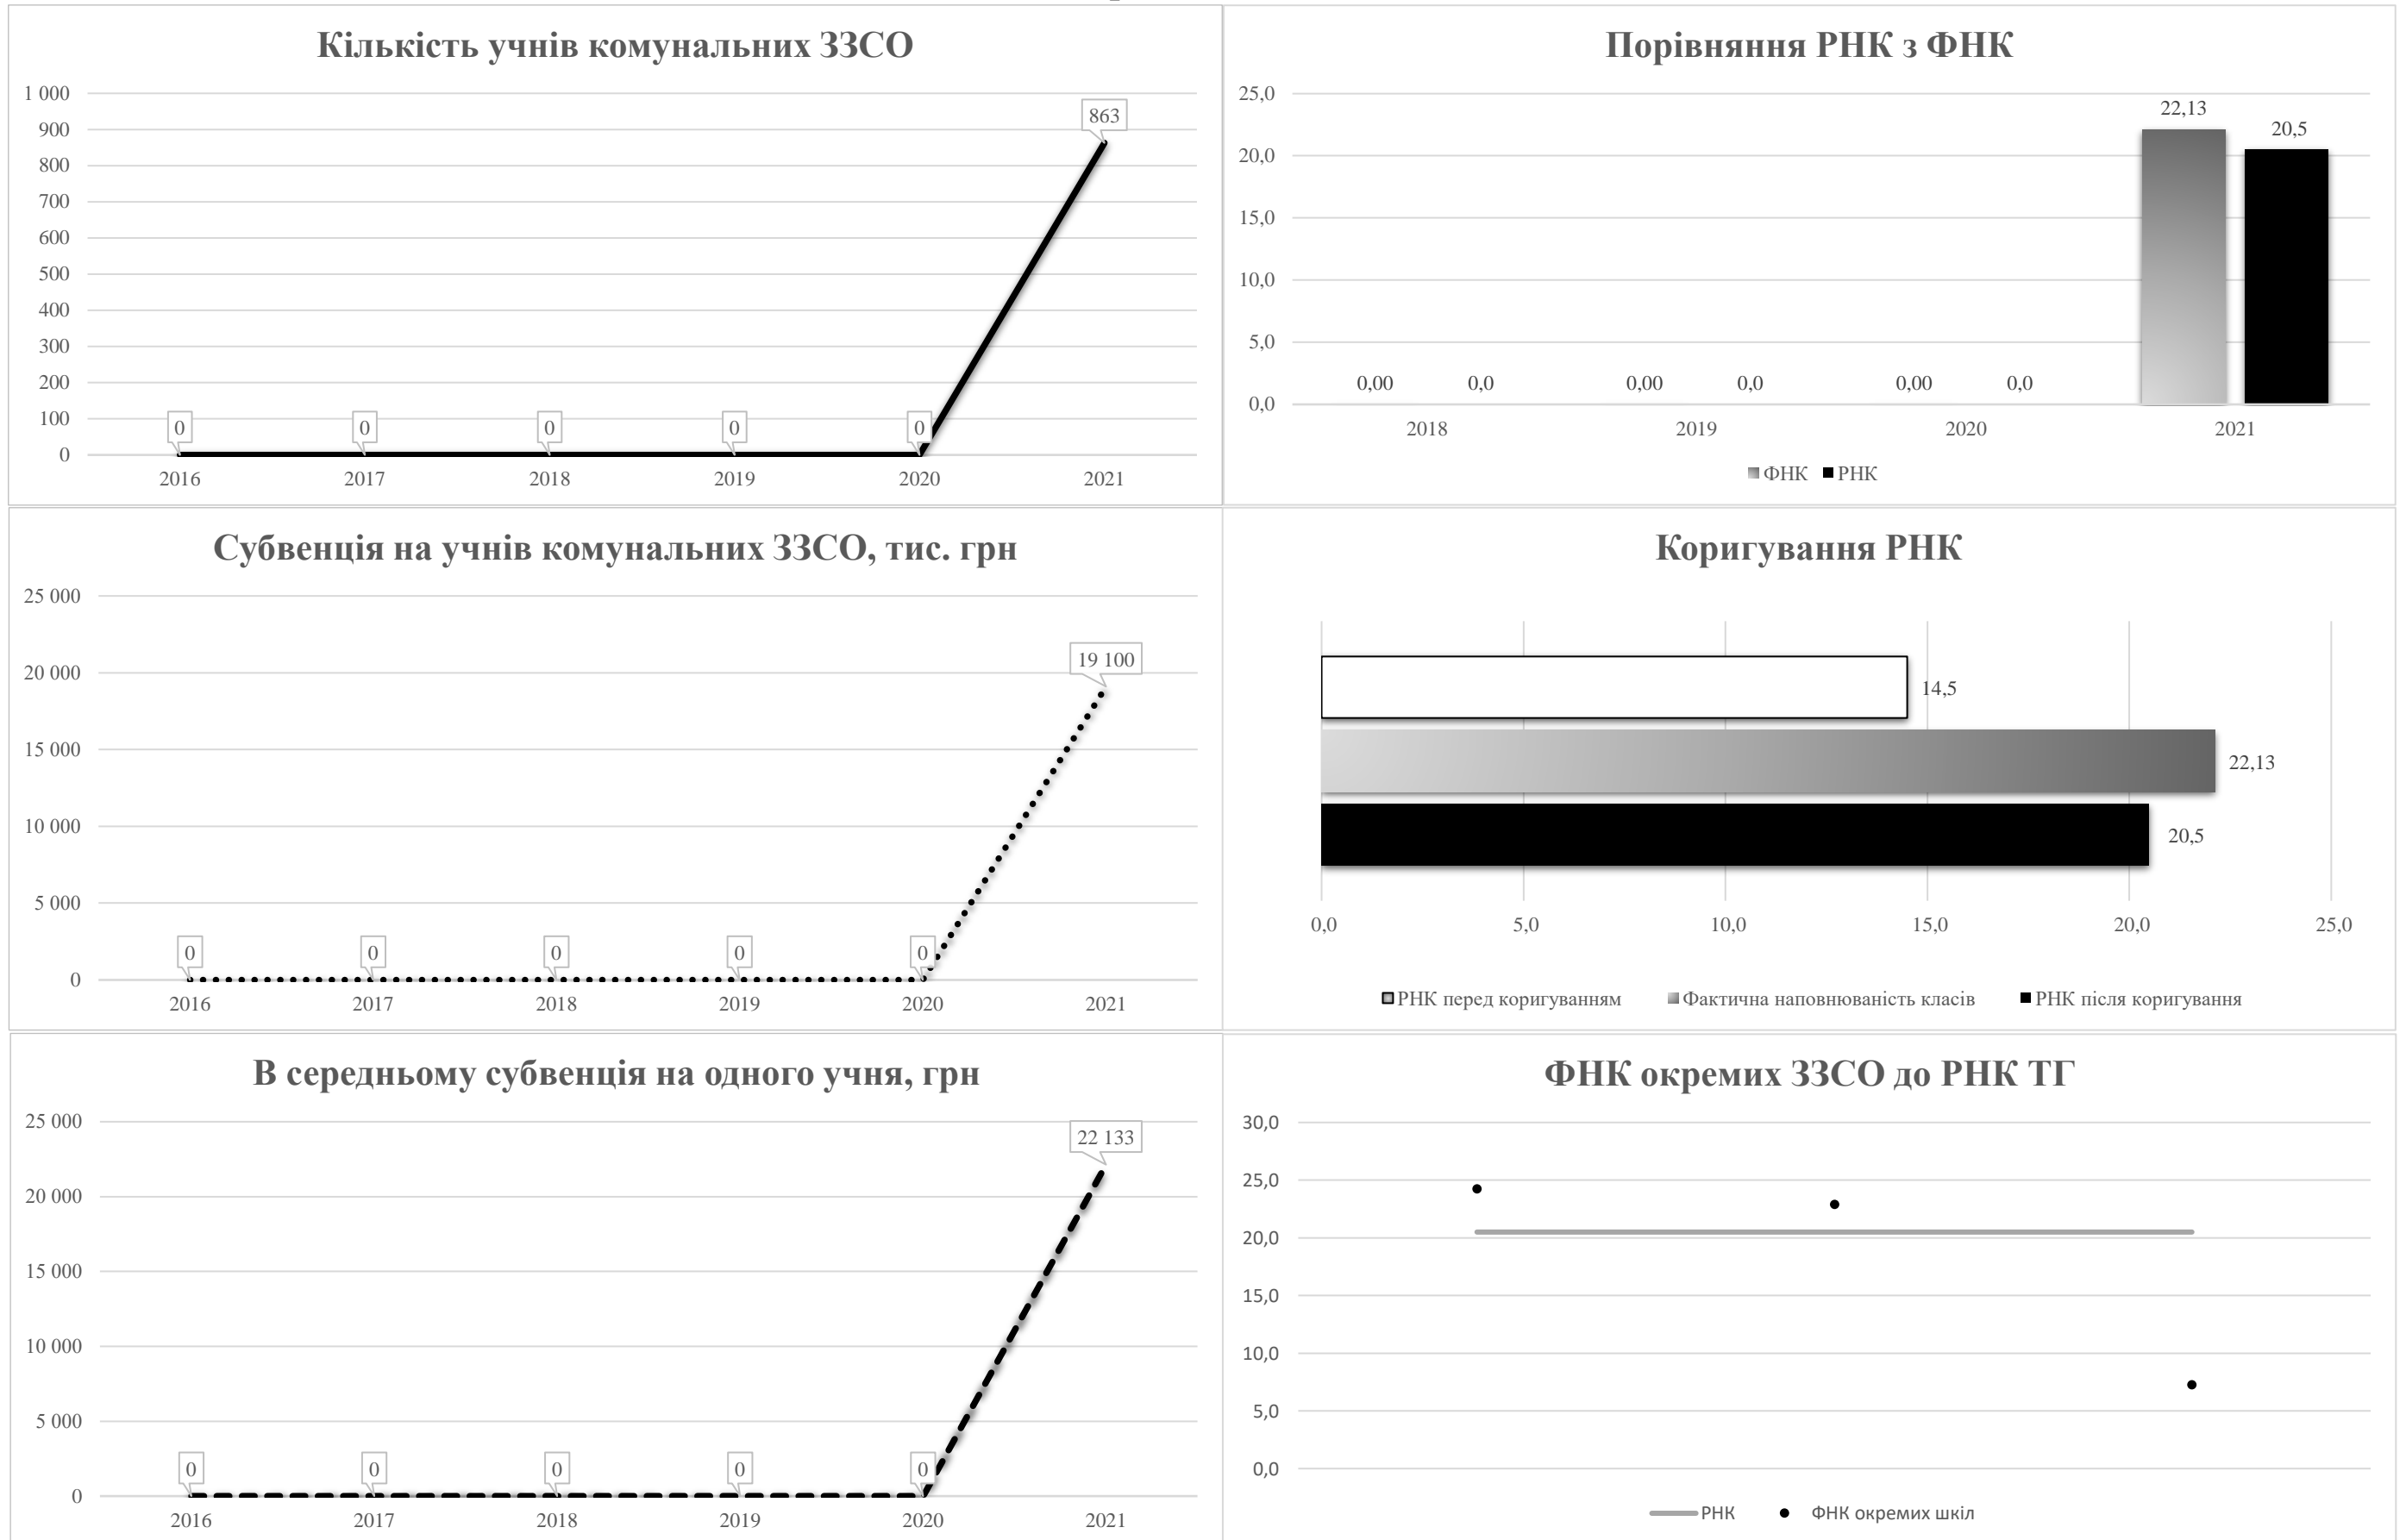 Кількість учнів комунальних ЗЗСО
1 000
900
800
700
600
500
400
300
200
100
0
863
0 0 0 0 0
2016 2017 2018 2019 2020 2021
Порівняння РНК з ФНК
25,0
20,0
15,0
10,0
5,0
0,0
22,13 20,5
0,00 0,0 0,00 0,0 0,00 0,0
2018 2019 2020 2021
ФНК РНК
Субвенція на учнів комунальних ЗЗСО, тис. грн
25 000
20 000
15 000
10 000
5 000
0
19 100
0 0 0 0 0
2016 2017 2018 2019 2020 2021
Коригування РНК
14,5
22,13
20,5
0,0 5,0 10,0 15,0 20,0 25,0
РНК перед коригуванням Фактична наповнюваність класів РНК після коригування
В середньому субвенція на одного учня, грн
25 000
20 000
15 000
10 000
5 000
0
22 133
0 0 0 0 0
2016 2017 2018 2019 2020 2021
ФНК окремих ЗЗСО до РНК ТГ
30,0
25,0
20,0
15,0
10,0
5,0
0,0
РНК ФНК окремих шкіл